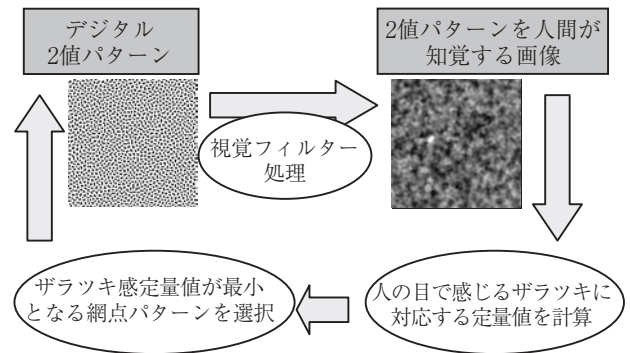 デジタル
2値パターン
2値パターンを人間が
知覚する画像
視覚フィルター
処理
ザラツキ感定量値が最小
となる網点パターンを選択
人の目で感じるザラツキに
対応する定量値を計算